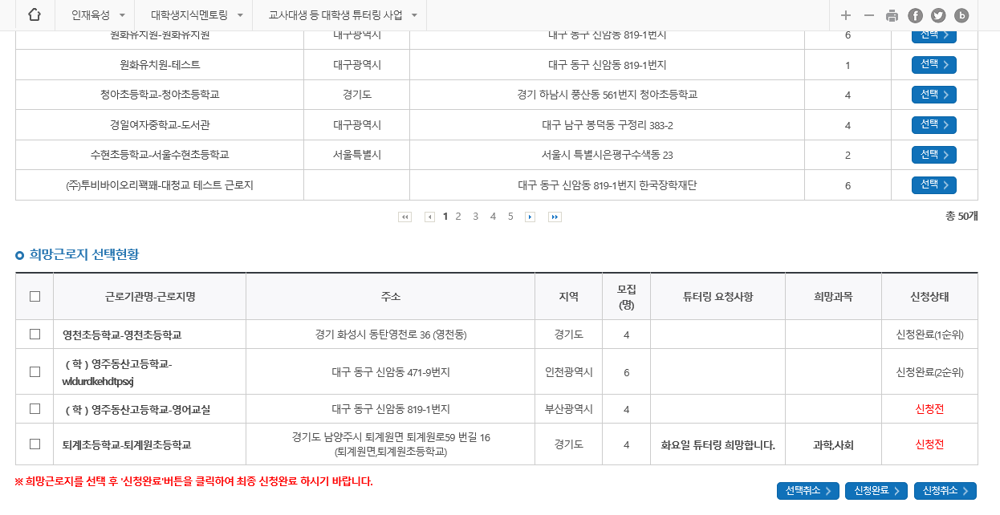 인재육성 대학생지식멘토링 교사대생 등 대학생 튜터링 사업
원화유치원-원화유치원 대구광역시 대구 동구 신암동 819-1번지 6 선택
원화유치원-테스트 대구광역시 대구 동구 신암동 819-1번지 1 선택
청아초등학교-청아초등학교 경기도 경기 하남시 풍산동 561번지 청아초등학교 4 선택
경일여자중학교-도서관 대구광역시 대구 남구 봉덕동 구정리 383-2 4 선택
수현초등학교-서울수현초등학교 서울특별시 서울시 특별시은평구수색동 23 2 선택
(주)투비바이오리꽥꽤-대청교 테스트 근로지 대구 동구 신암동 819-1번지 한국장학재단 6 선택
1 2 3 4 5 총 50개
희망근로지 선택현황
근로기관명-근로지명 주소 지역 모집 튜터링 요청사항 희망과목 신청상태
(명)
영천초등학교-영천초등학교 경기 화성시 동탄영천로 36 (영천동) 경기도 4 신청완료(1순위)
( 학 ) 영주동산고등학교- 대구 동구 신암동 471-9번지 인천광역시 6 신청완료(2순위)
wldurdkehdtpsxj
( 학 ) 영주동산고등학교-영어교실 대구 동구 신암동 819-1번지 부산광역시 4 신청전
퇴계초등학교-퇴계원초등학교 경기도 남양주시 퇴계원면 퇴계원로59 번길 16 경기도 4 화요일 튜터링 희망합니다. 과학,사회 신청전
(퇴계원면,퇴계원초등학교)
※ 희망근로지를 선택 후 '신청완료'버튼을 클릭하여 최종 신청완료 하시기 바랍니다.
선택취소 신청완료 신청취소